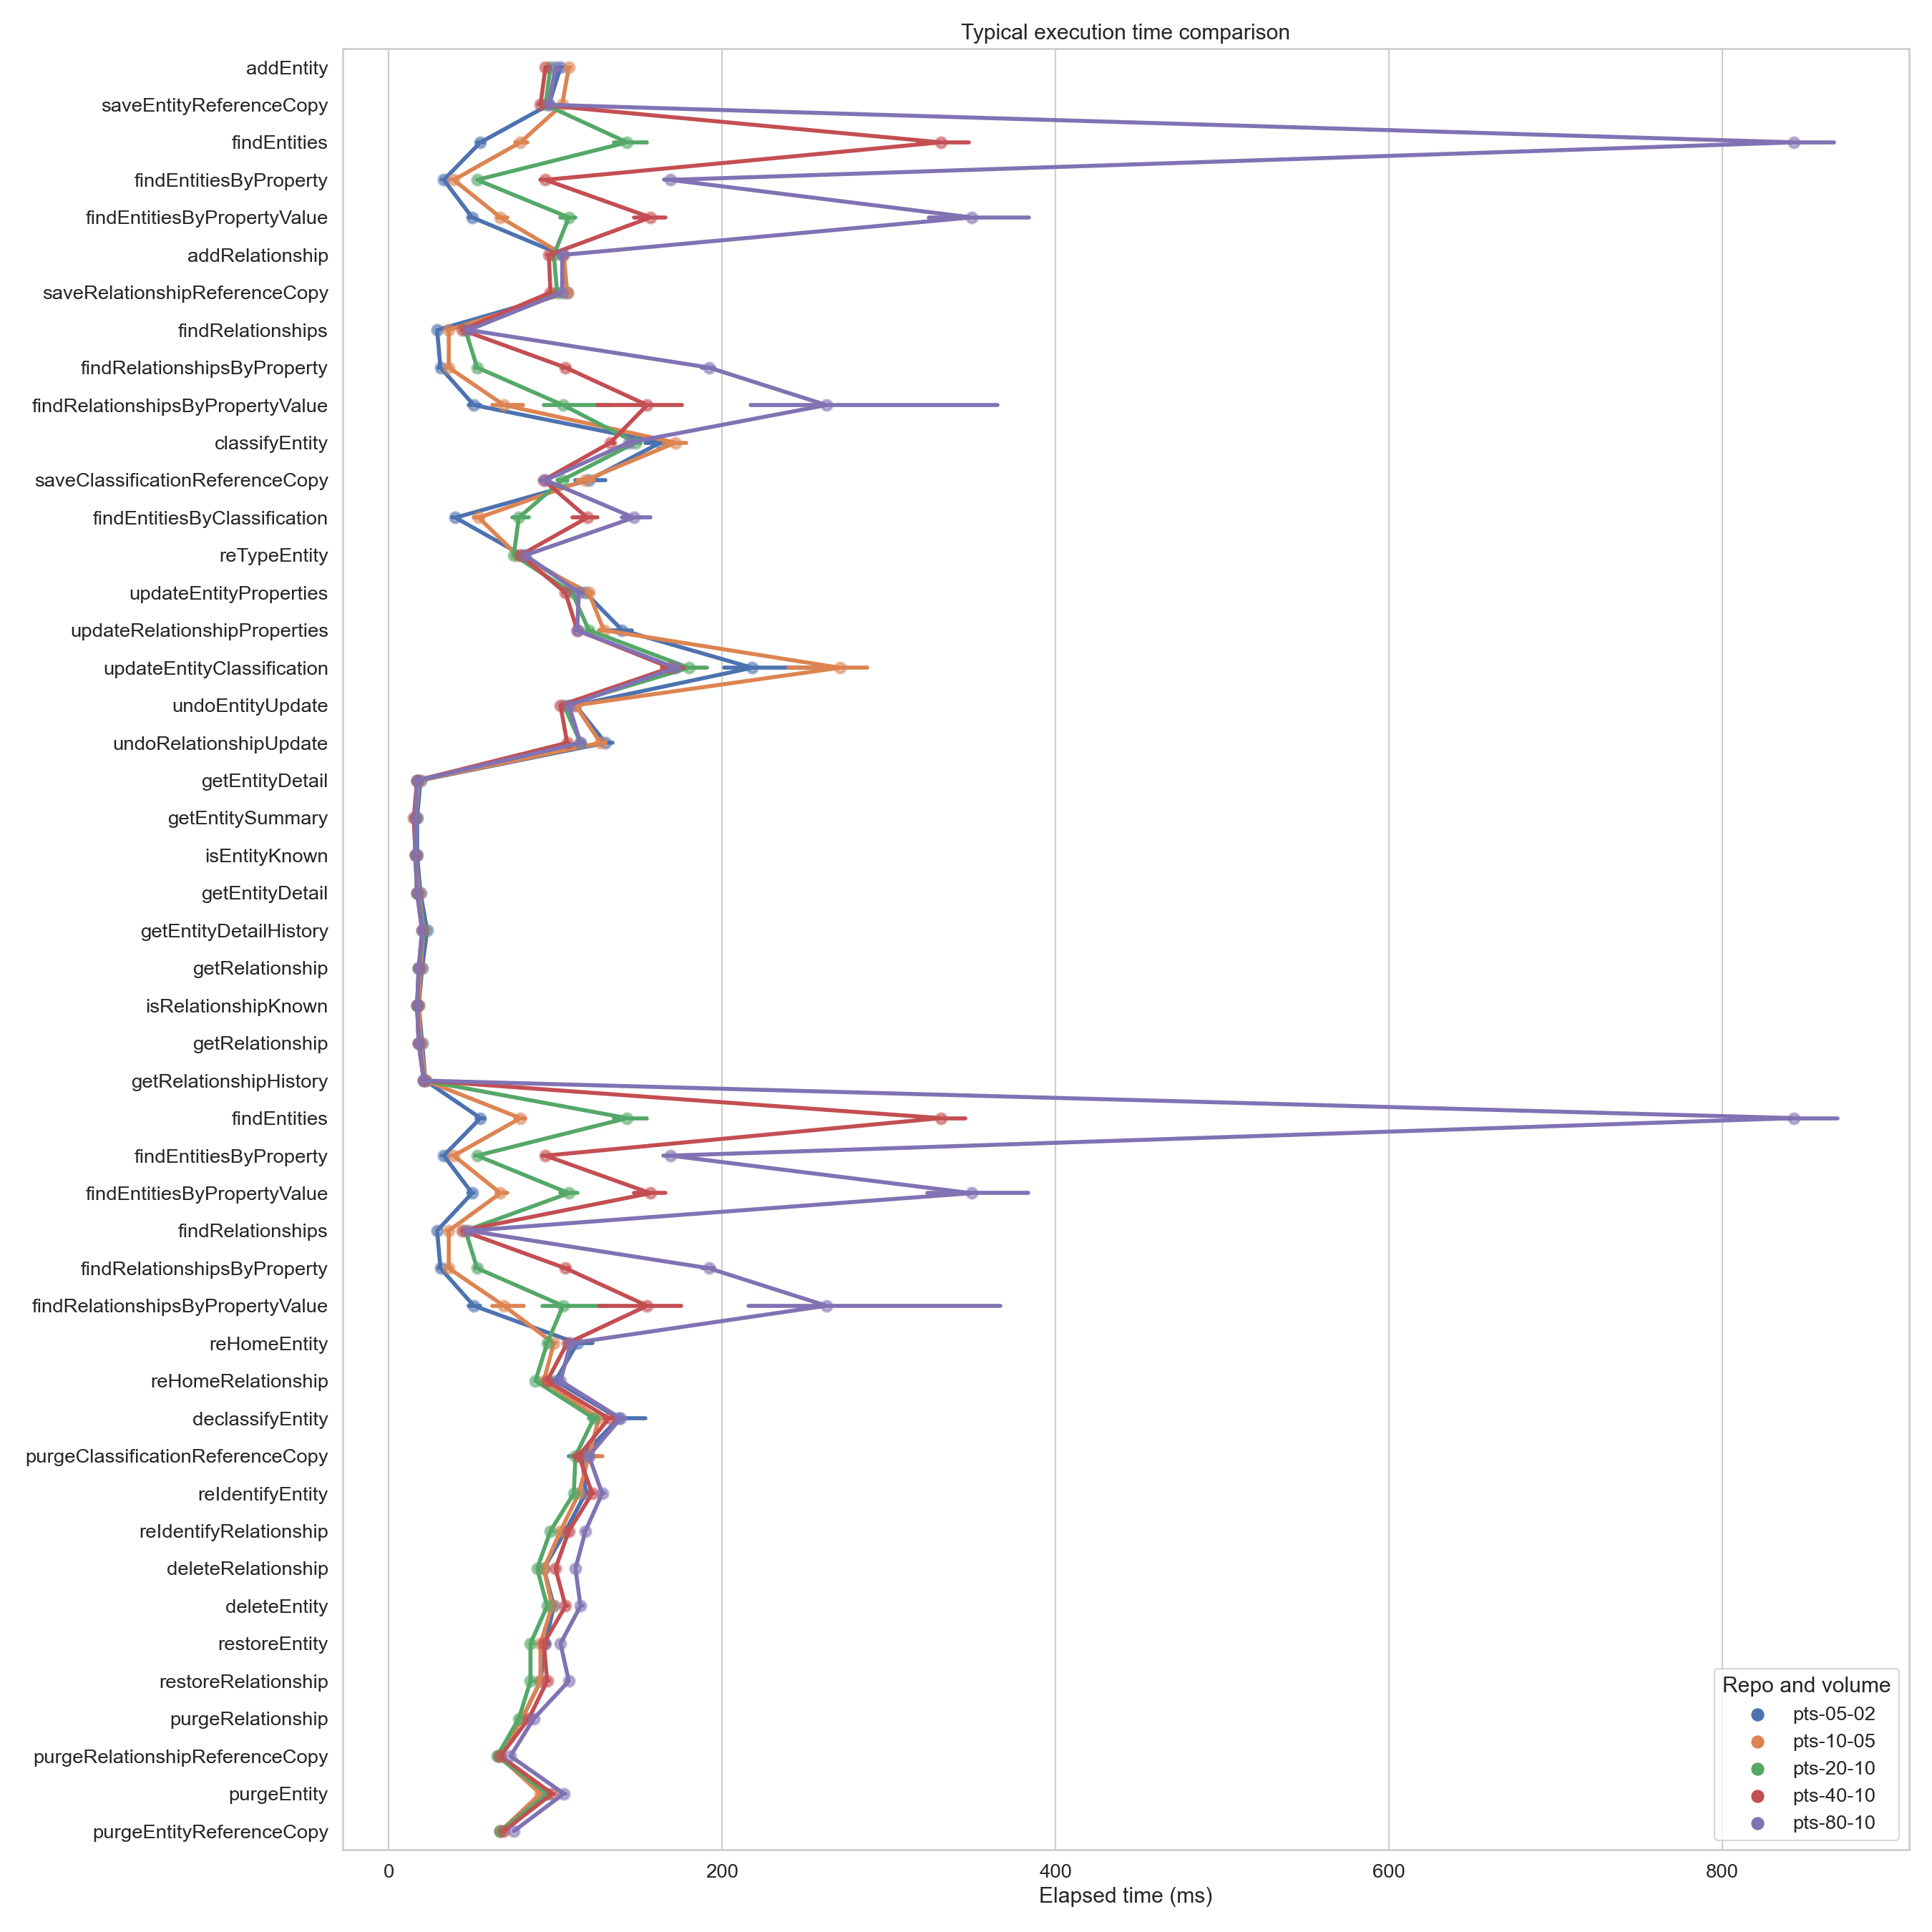 Typical execution time comparison
addEntity
saveEntityReferenceCopy
findEntities
findEntitiesByProperty
findEntitiesByPropertyValue
addRelationship
saveRelationshipReferenceCopy
findRelationships
findRelationshipsByProperty
findRelationshipsByPropertyValue
classifyEntity
saveClassificationReferenceCopy
findEntitiesByClassification
reTypeEntity
updateEntityProperties
updateRelationshipProperties
updateEntityClassification
undoEntityUpdate
undoRelationshipUpdate
getEntityDetail
getEntitySummary
isEntityKnown
getEntityDetail
getEntityDetailHistory
getRelationship
isRelationshipKnown
getRelationship
getRelationshipHistory
findEntities
findEntitiesByProperty
findEntitiesByPropertyValue
findRelationships
findRelationshipsByProperty
findRelationshipsByPropertyValue
reHomeEntity
reHomeRelationship
declassifyEntity
purgeClassificationReferenceCopy
reIdentifyEntity
reIdentifyRelationship
deleteRelationship
deleteEntity
restoreEntity
restoreRelationship
purgeRelationship
purgeRelationshipReferenceCopy
purgeEntity
purgeEntityReferenceCopy
Repo and volume
pts-05-02
pts-10-05
pts-20-10
pts-40-10
pts-80-10
0 200 400 600 800
Elapsed time (ms)